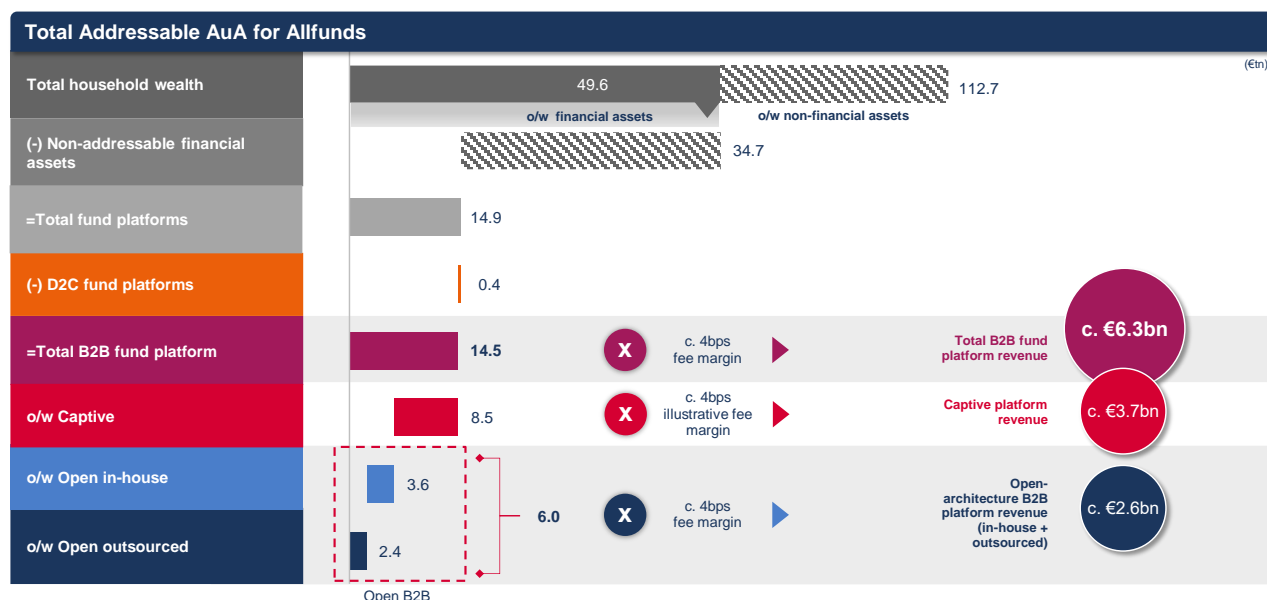 Total Addressable AuA for Allfunds
(€tn)
Total household wealth
49.6
112.7
o/w financial assets
o/w non-financial assets
(-) Non-addressable financial
assets
34.7
=Total fund platforms
14.9
(-) D2C fund platforms
0.4
=Total B2B fund platform
14.5
X
c. 4bps
fee margin
Total B2B fund
platform revenue
c. €6.3bn
o/w Captive
8.5
X
c. 4bps
illustrative fee
margin
Captive platform
revenue
c. €3.7bn
o/w Open in-house
3.6
o/w Open outsourced
2.4
6.0
X
c. 4bps
fee margin
Open-
architecture B2B
platform revenue
(in-house +
outsourced)
c. €2.6bn
Open B2B